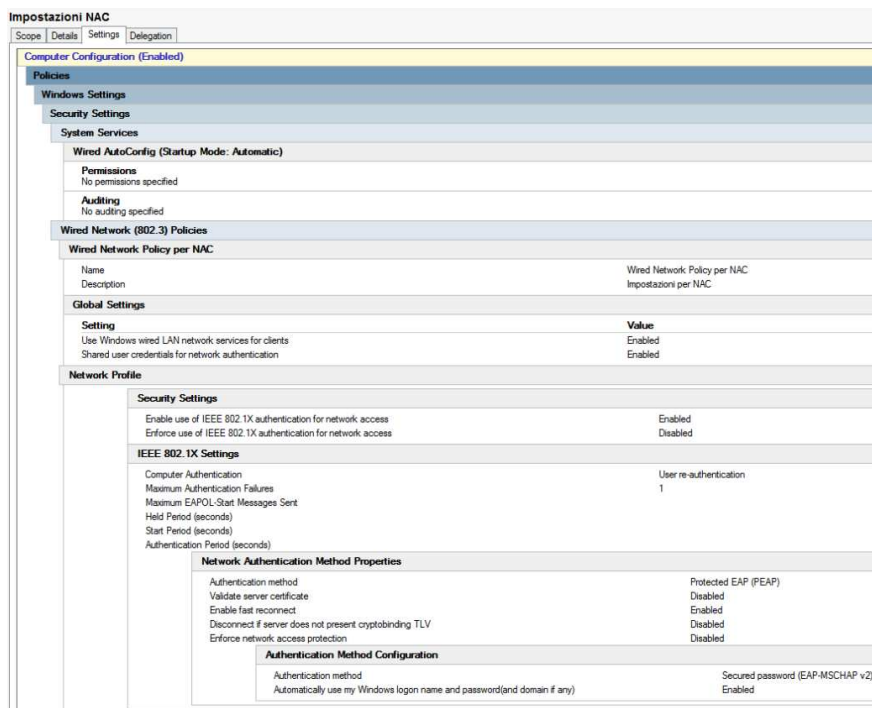 Impostazioni NAC
Scope Details Settings Delegation
Computer Configuration (Enabled)
Policies
Windows Settings
Security Settings
System Services
Wired AutoConfig (Startup Mode: Automatic)
Permissions
No permissions specified
Auditing
No auditing specified
Wired Network (802.3) Policies
Wired Network Policy per NAC
Name Wired Network Policy per NAC
Description Impostazioni per NAC
Global Settings
Setting Value
Use Windows wired LAN network services for clients Enabled
Shared user credentials for network authentication Enabled
Network Profile
Security Settings
Enable use of IEEE 802.1X authentication for network access Enabled
Enforce use of IEEE 802.1X authentication for network access Disabled
IEEE 802.1X Settings
Computer Authentication User re-authentication
Maximum Authentication Failures 1
Maximum EAPOL-Start Messages Sent
Held Period (seconds)
Start Period (seconds)
Authentication Period (seconds)
Network Authentication Method Properties
Authentication method Protected EAP (PEAP)
Validate server certificate Disabled
Enable fast reconnect Enabled
Disconnect if server does not present cryptobinding TLV Disabled
Enforce network access protection Disabled
Authentication Method Configuration
Authentication method Secured password (EAP-MSCHAP v2)
Automatically use my Windows logon name and password(and domain if any) Enabled